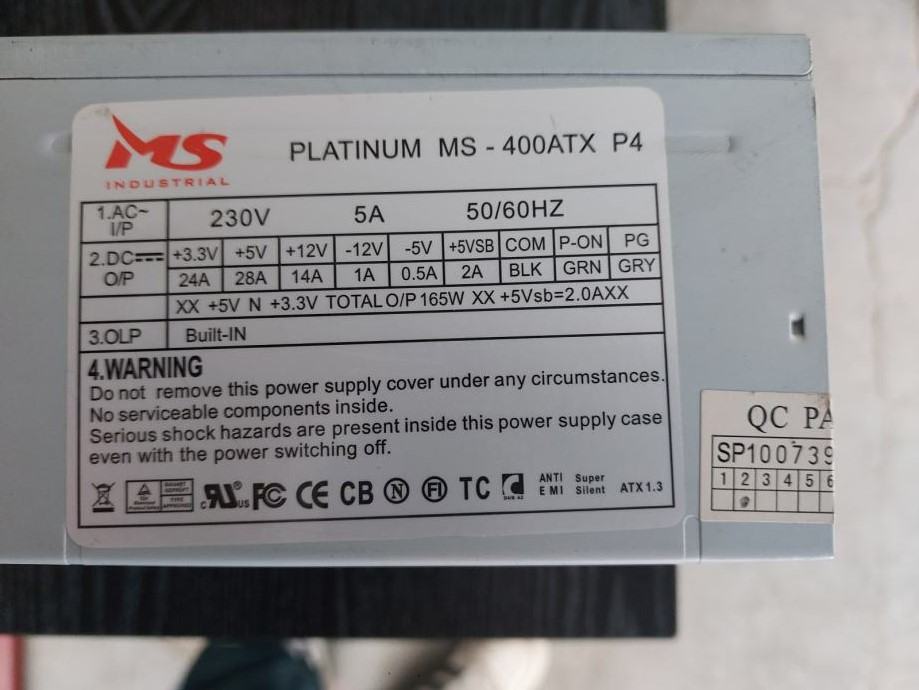 MS
INDUSTRIAL
PLATINUM MS - 400ATX P4
1.AC~ I/P 230V 5A 50/60HZ
2.DC O/P +3.3V +5V +12V -12V -5V +5VSB COM P-ON PG
24A 28A 14A 1A 0.5A 2A BLK GRN GRY
XX +5V N +3.3V TOTAL O/P 165W XX +5Vsb=2.0AXX
3.OLP Built-IN
4.WARNING
Do not remove this power supply cover under any circumstances.
No serviceable components inside.
Serious shock hazards are present inside this power supply case
even with the power switching off.
c UR US FC CE CB N FI TC ANTI EMI Super Silent ATX1.3
QC PA
SP100739
1 2 3 4 5 6